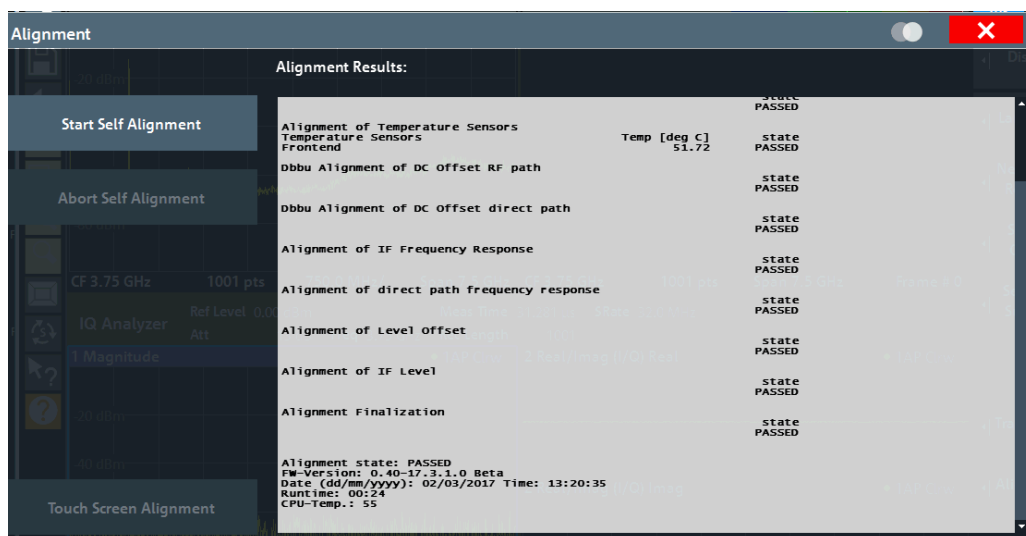 Alignment
Alignment Results:
-20 dBm
Start Self Alignment
Abort Self Alignment
state
PASSED
Alignment of Temperature Sensors
Temperature Sensors Temp [deg C] state
Frontend 51.72 PASSED
Dbbu Alignment of DC Offset RF path
state
PASSED
Dbbu Alignment of DC Offset direct path
state
PASSED
Alignment of IF Frequency Response
state
PASSED
CF 3.75 GHz 1001 pts
Alignment of direct path frequency response
state
PASSED
IQ Analyzer Ref Level
Att
Alignment of Level Offset
state
PASSED
1 Magnitude
Alignment of IF Level
state
PASSED
Alignment Finalization
state
PASSED
-20 dBm
-40 dBm
Alignment state: PASSED
FW-Version: 0.40-17.3.1.0 Beta
Date (dd/mm/yyyy): 02/03/2017 Time: 13:20:35
Runtime: 00:24
CPU-Temp.: 55
Touch Screen Alignment